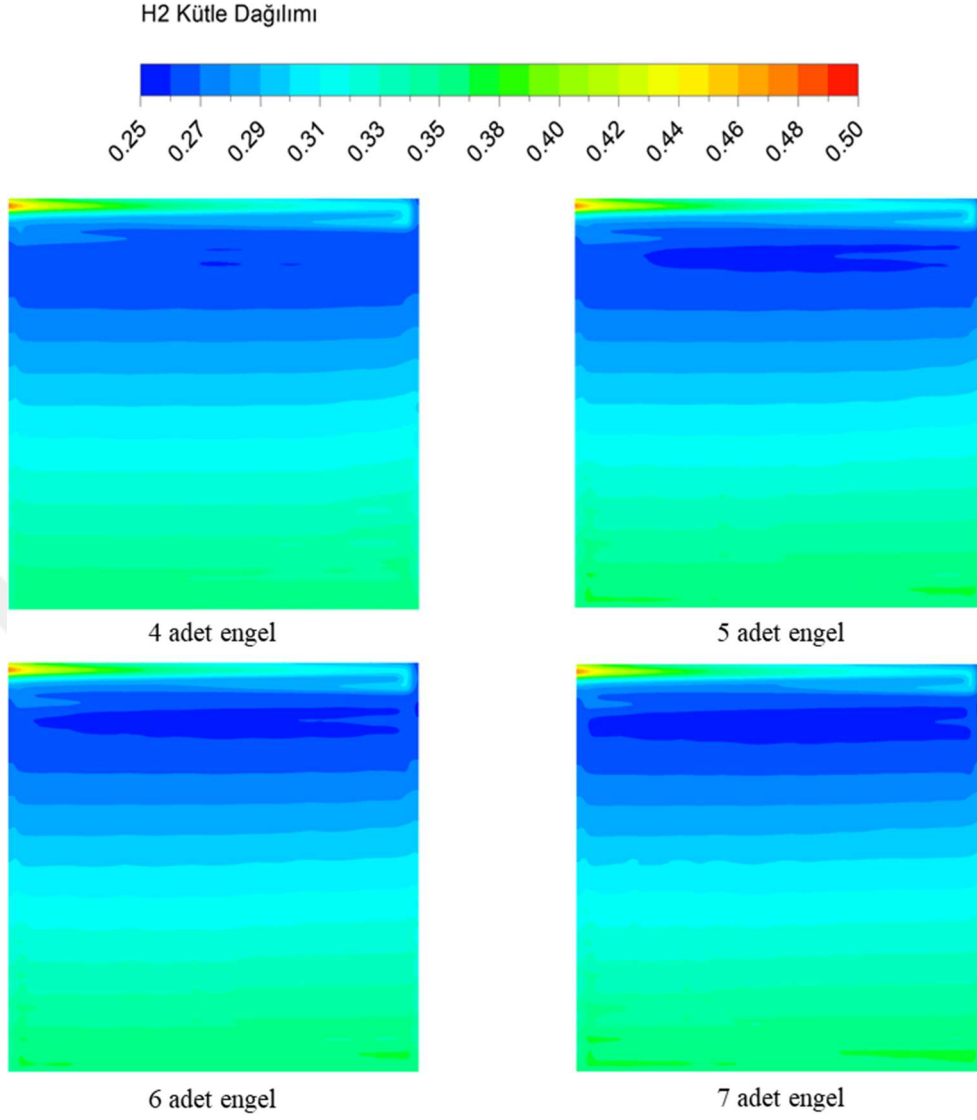 H2 Kütle Dağılımı
0.25 0.27 0.29 0.31 0.33 0.35 0.38 0.40 0.42 0.44 0.46 0.48 0.50
4 adet engel 5 adet engel
6 adet engel 7 adet engel